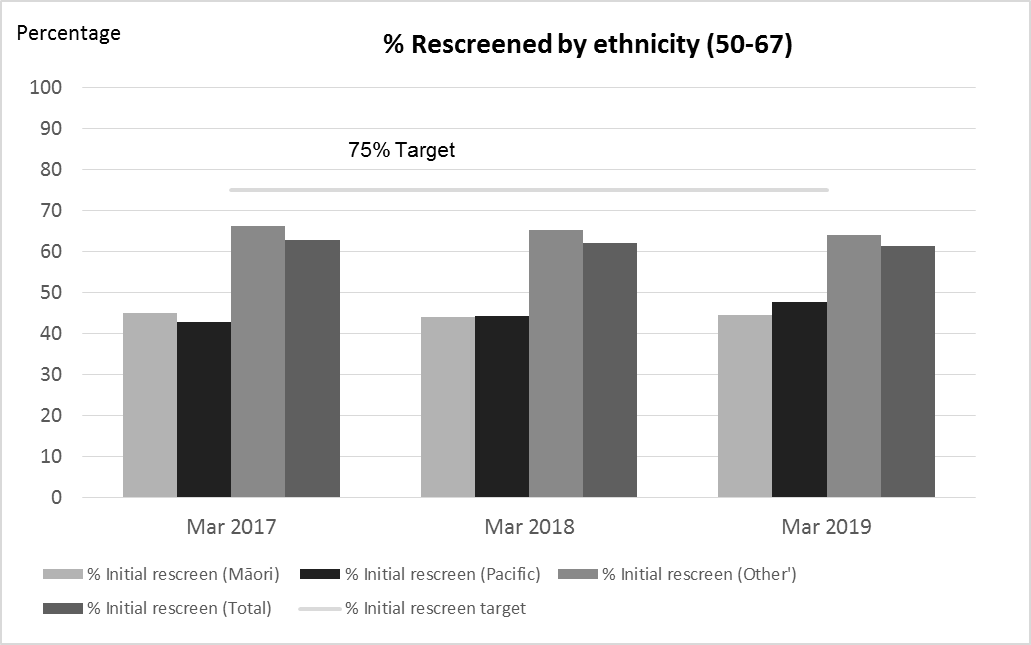 Percentage
% Rescreened by ethnicity (50-67)
100
90
75% Target
80
70
60
50
40
30
20
10
0
Mar 2017 Mar 2018 Mar 2019
% Initial rescreen (Māori) % Initial rescreen (Pacific) % Initial rescreen (Other')
% Initial rescreen (Total) % Initial rescreen target